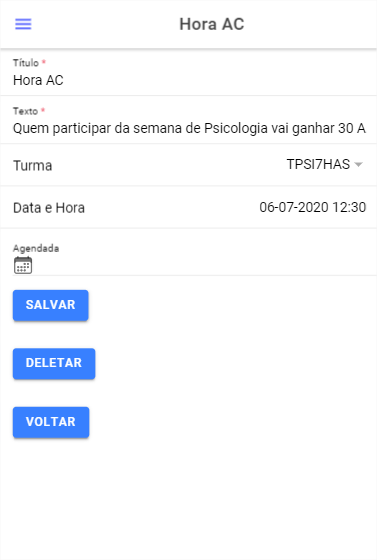 Hora AC
Título *
Hora AC
Texto *
Quem participar da semana de Psicologia vai ganhar 30 A
Turma TPSI7HAS
Data e Hora 06-07-2020 12:30
Agendada
SALVAR
DELETAR
VOLTAR